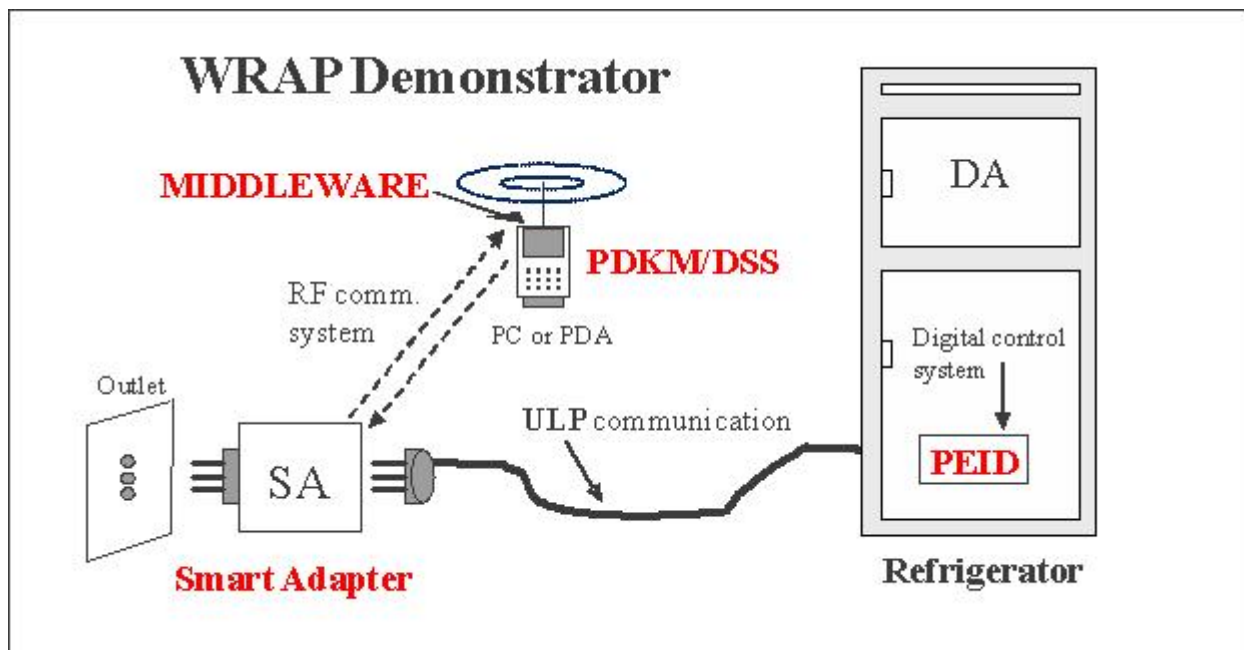 WRAP Demonstrator
MIDDLEWARE
DA
PDKM/DSS
RF comm.
system
PC or PDA
Digital control
system
Outlet
ULP communication
PEID
SA
Smart Adapter
Refrigerator